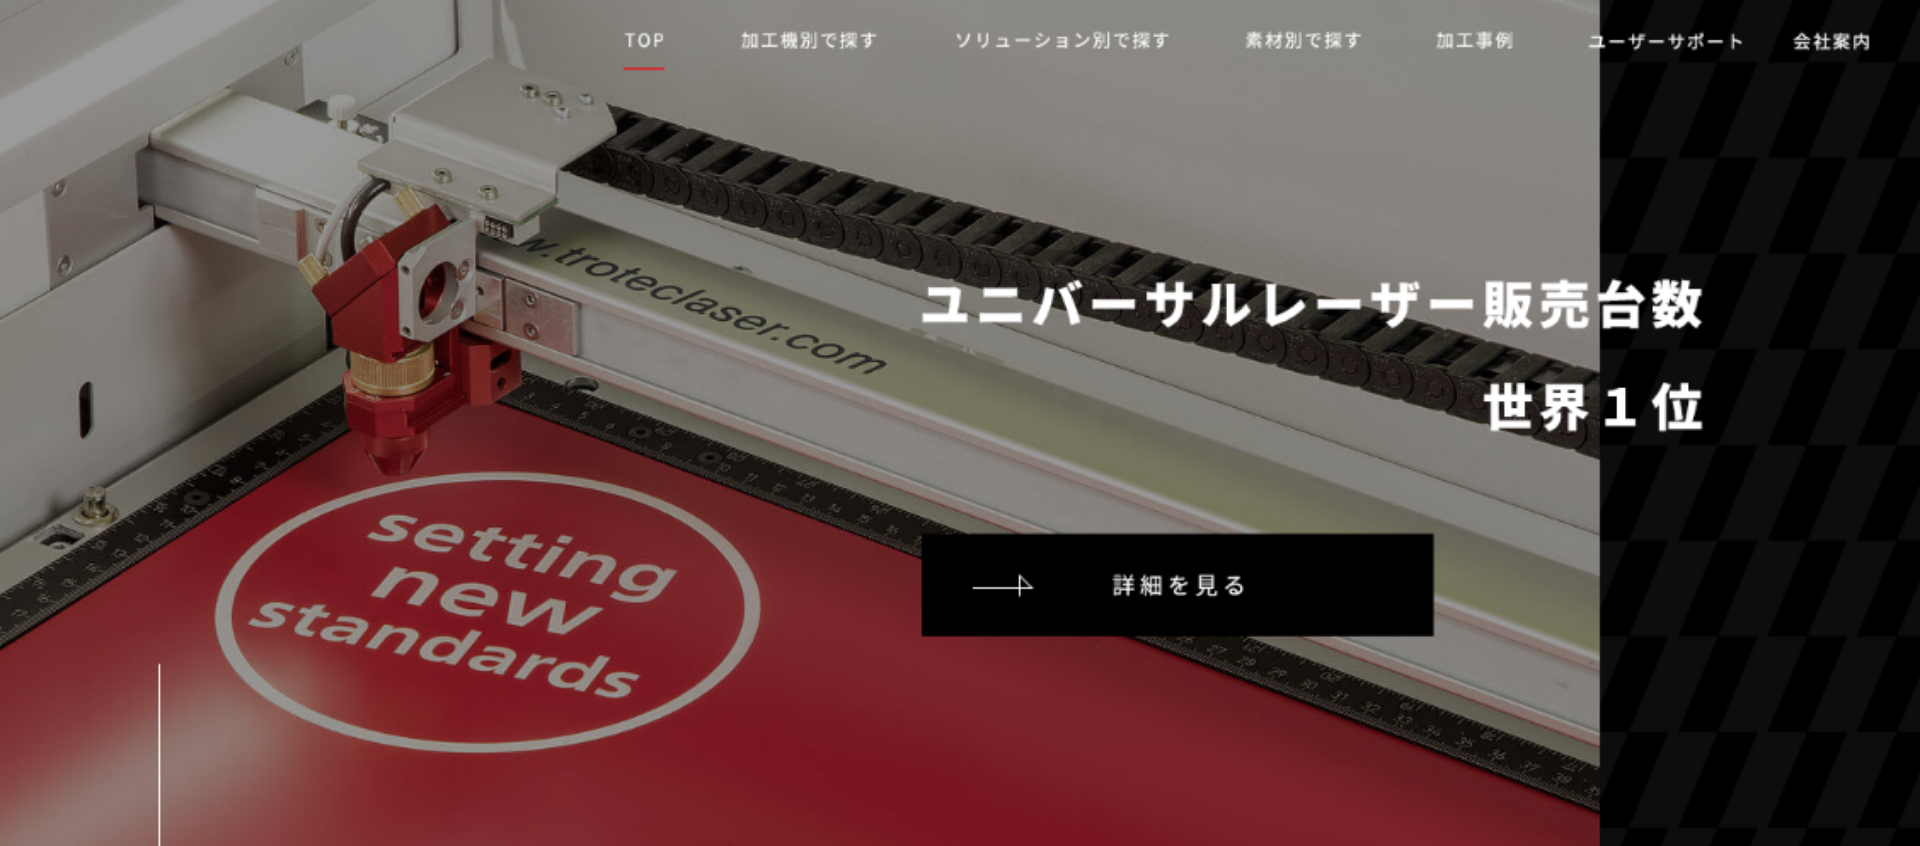 TOP
加工機別で探す
ソリューション別で探す
素材別で探す
加工事例
ユーザーサポート
会社案内
w.troteclaser.com
ユニバーサルレーザー販売台数
世界１位
setting
new
standards
詳細を見る